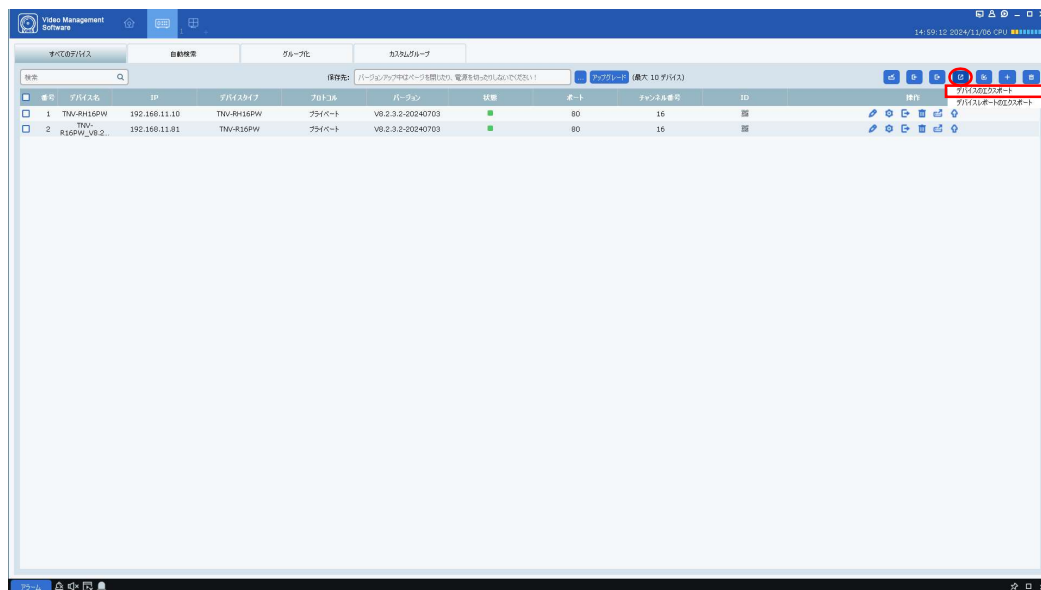 Video Management
Software
1
14:59:12 2024/11/06 CPU
すべてのデバイス 自動検索 グループ化 カスタムグループ
検索 保存先: バージョンアップ中はページを閉じたり、電源を切ったりしないでください! ... アップグレード (最大 10 デバイス)
デバイスのエクスポート
デバイスレポートのエクスポート
番号 デバイス名 IP デバイスタイプ プロトコル バージョン 状態 ポート チャンネル番号 ID 操作
1 TNV-RH16PW 192.168.11.10 TNV-RH16PW プライベート V8.2.3.2-20240703 80 16
2 TNV-R16PW_V8.2... 192.168.11.81 TNV-R16PW プライベート V8.2.3.2-20240703 80 16
アラーム